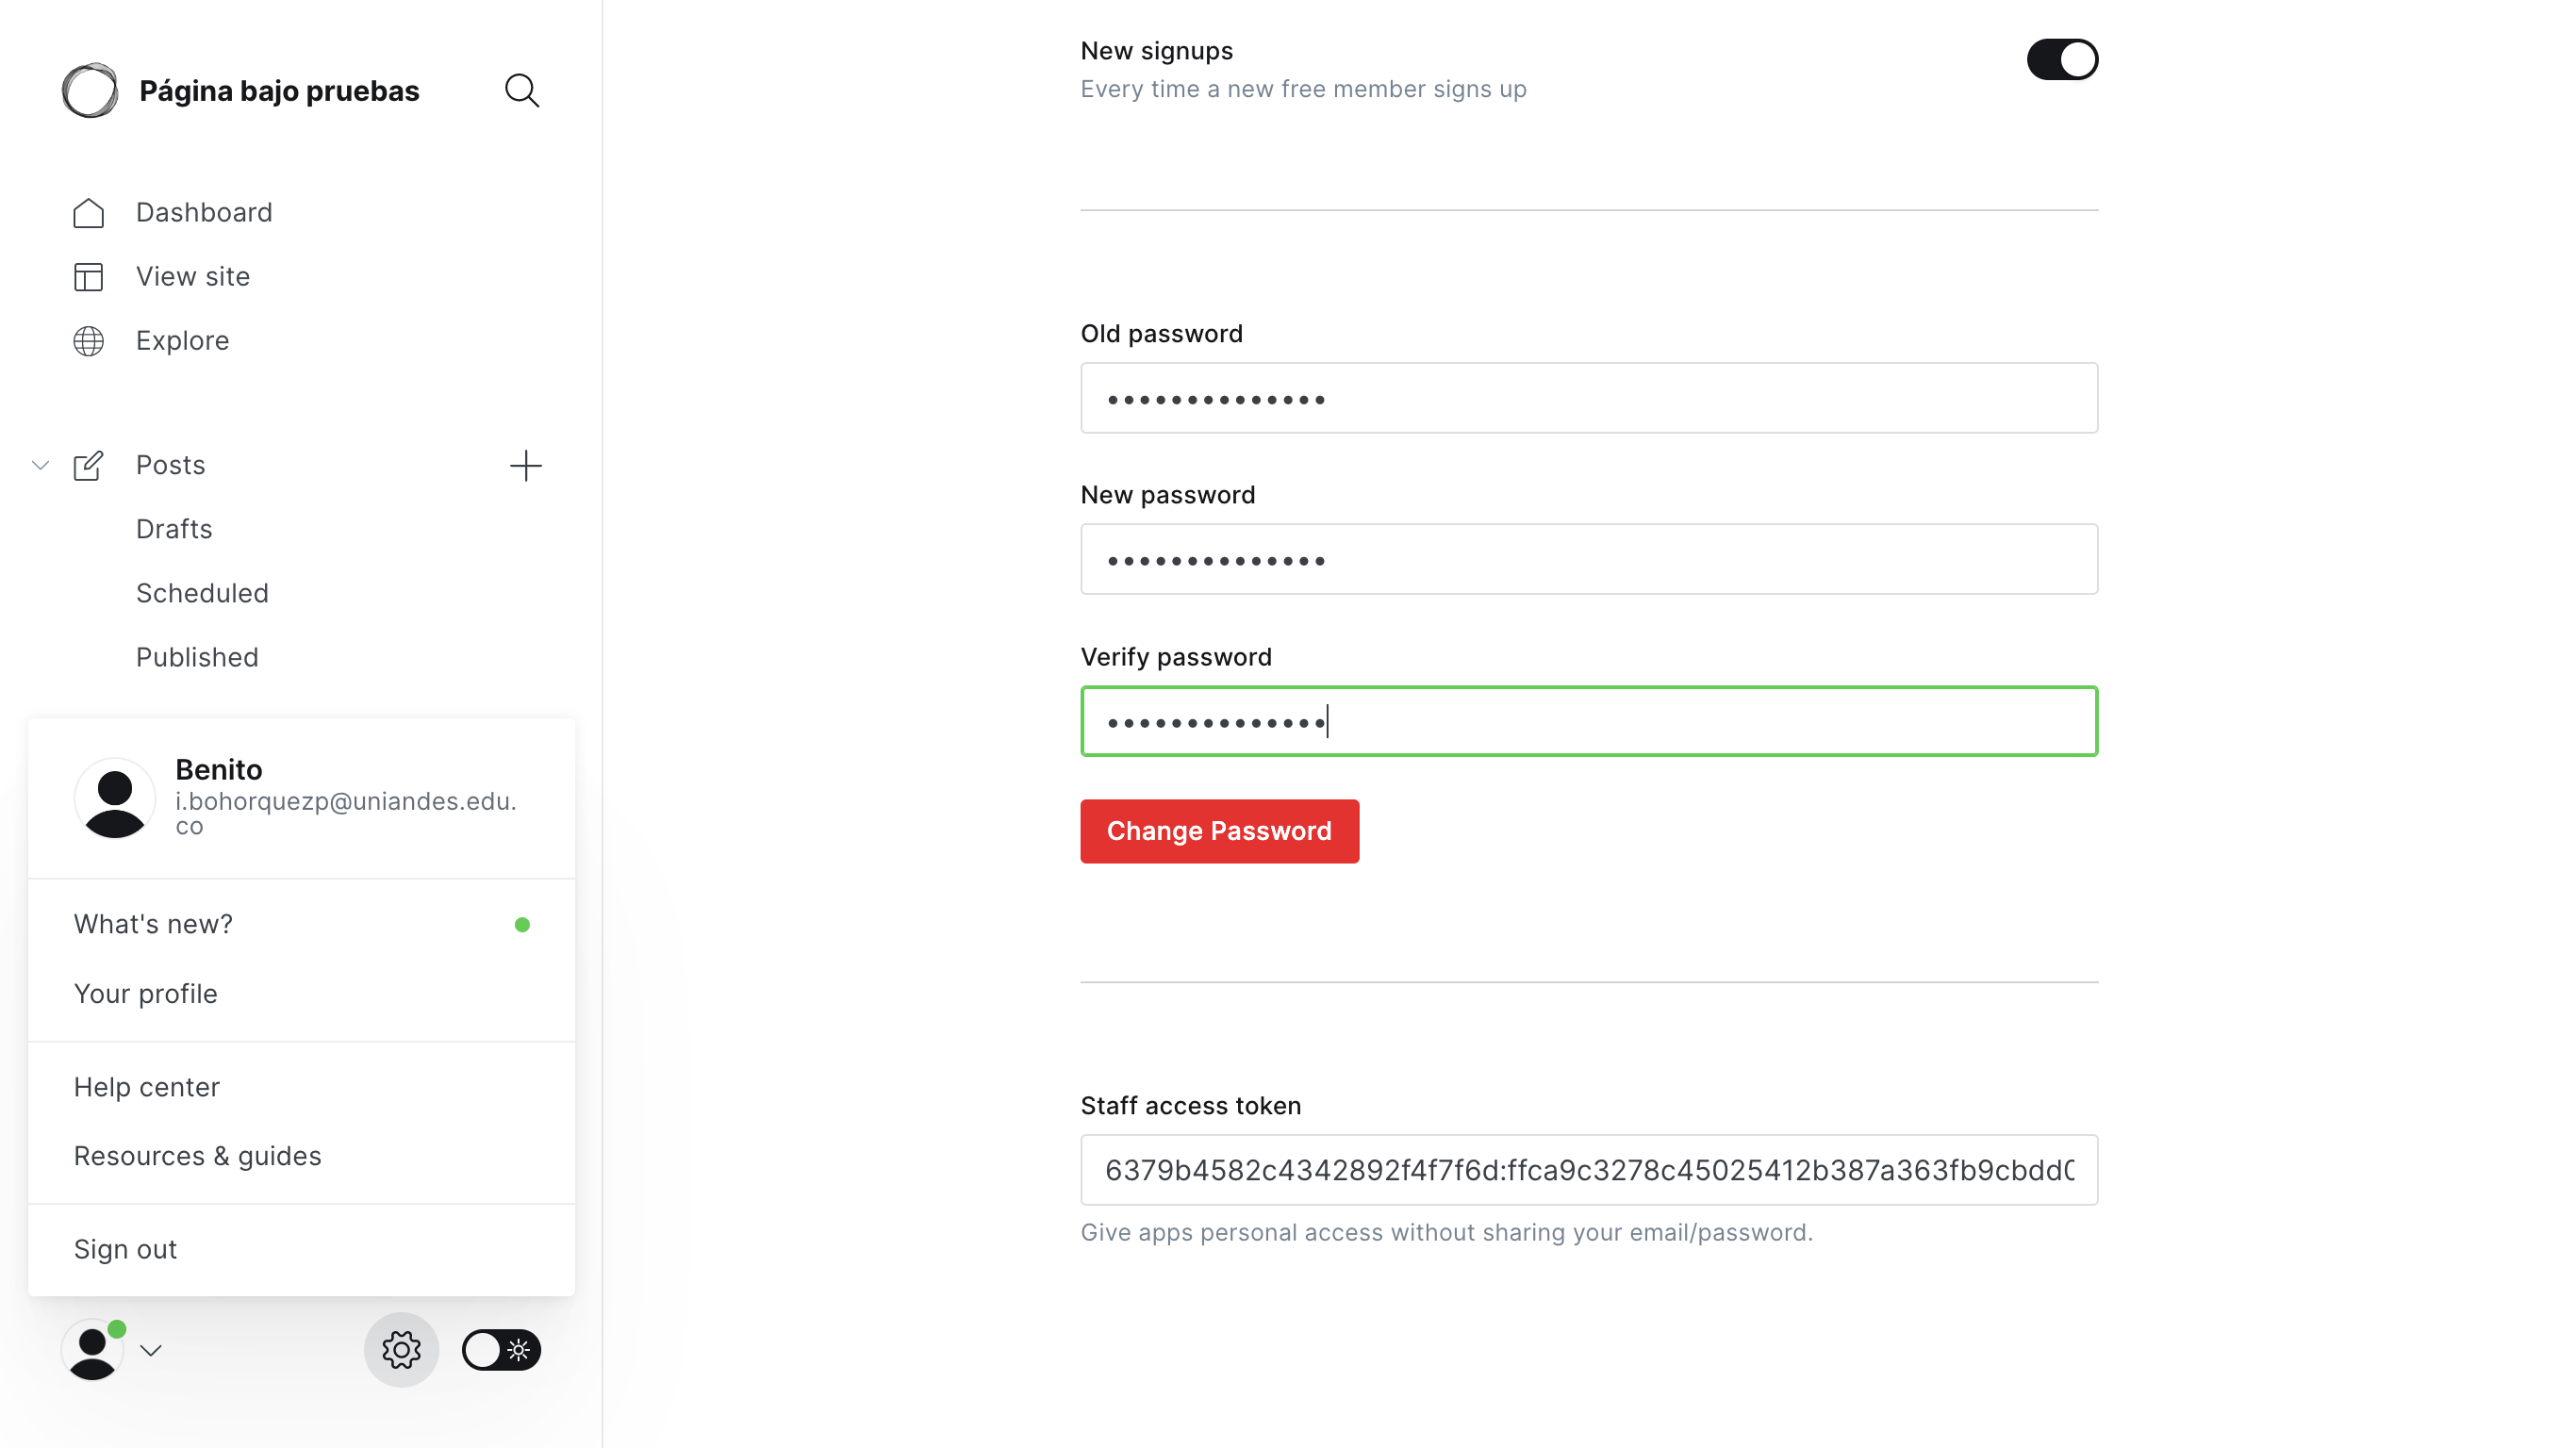 Página bajo pruebas
Dashboard
View site
Explore
Posts
Drafts
Scheduled
Published
Benito
i.bohorquezp@uniandes.edu.
co
What's new?
Your profile
Help center
Resources & guides
Sign out
New signups
Every time a new free member signs up
Old password
••••••••••••••
New password
••••••••••••••
Verify password
••••••••••••••
Change Password
Staff access token
6379b4582c4342892f4f7f6d:ffca9c3278c45025412b387a363fb9cbdd0
Give apps personal access without sharing your email/password.